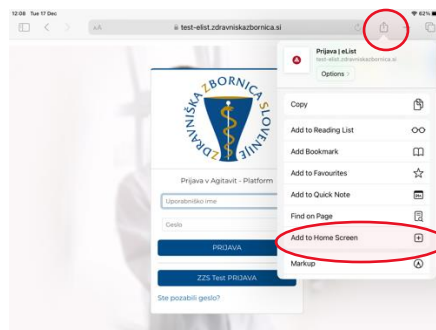 12:08 Tue 17 Dec
62%
AA
test-elist.zdravniskazbornica.si
Prijava | eList
test-elist.zdravniskazbornica.si
Options >
Copy
Add to Reading List
Add Bookmark
Add to Favourites
Add to Quick Note
Find on Page
Add to Home Screen
Markup
ZDRAVNIŠKA ZBORNICA SLOVENIJE
Prijava v Agitavit - Platform
Uporabniško ime
Geslo
PRIJAVA
ZZS Test PRIJAVA
Ste pozabili geslo?